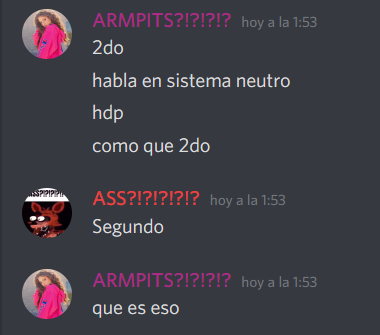 ARMPITS?!?!?!? hoy a la 1:53
2do
habla en sistema neutro
hdp
como que 2do
ASS?!?!?!?!? hoy a la 1:53
Segundo
ARMPITS?!?!?!? hoy a la 1:53
que es eso